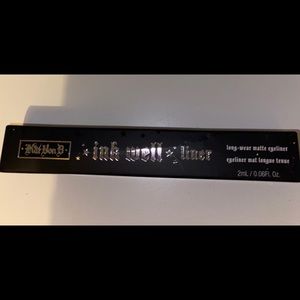 Kat Von D
ink well liner
long-wear matte eyeliner
eyeliner mat longue tenue
2mL / 0.06Fl. Oz.